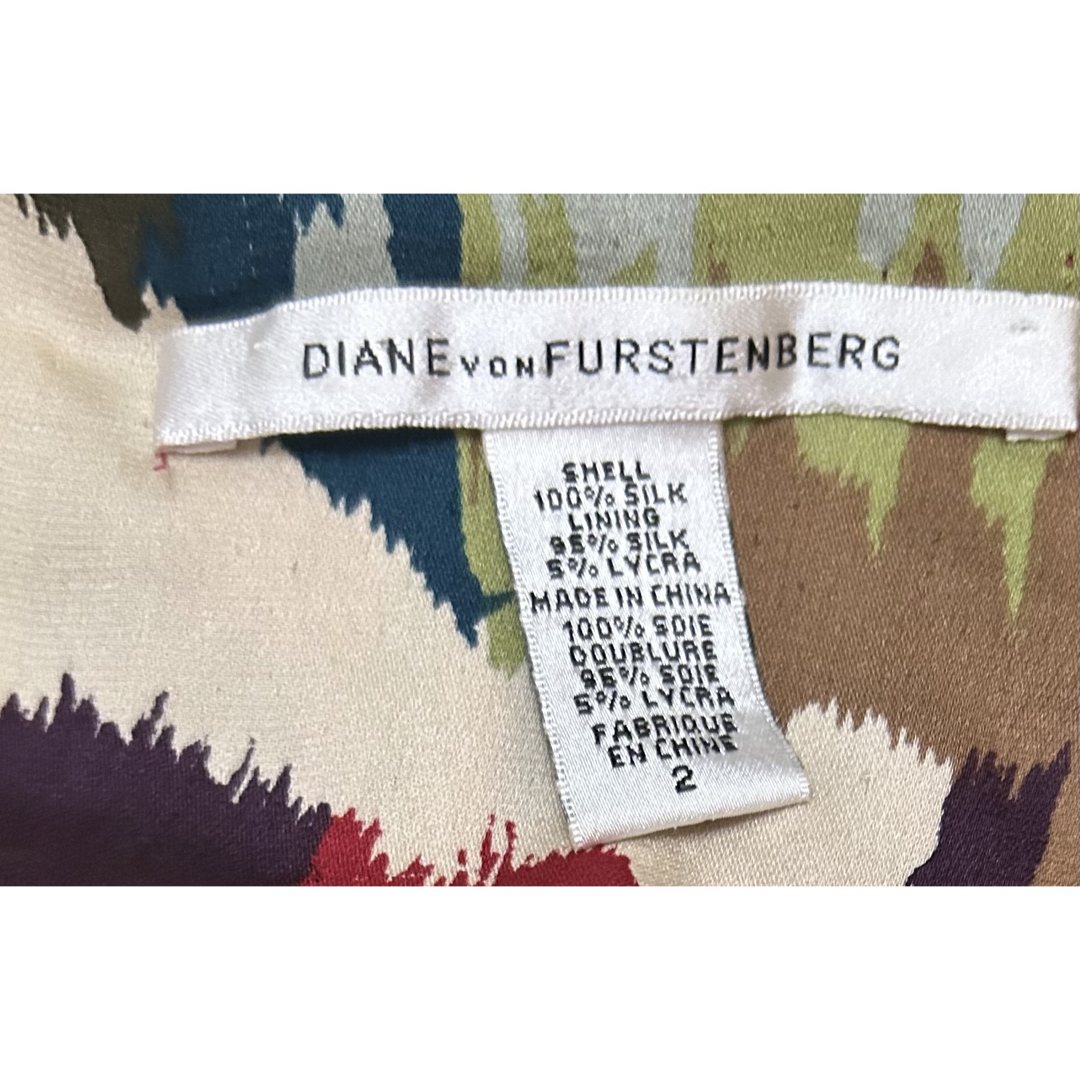 DIANE VON FURSTENBERG
SHELL
100% SILK
LINING
95% SILK
5% LYCRA
MADE IN CHINA
100% SOIE
DOUBLURE
95% SOIE
5% LYCRA
FABRIQUE
EN CHINE
2